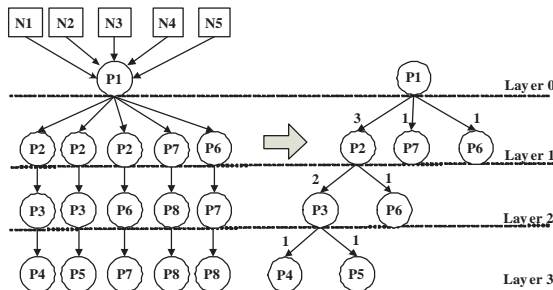 N1 N2 N3 N4 N5
P1 P1
Layer 0
3 1 1
P2 P2 P2 P7 P6 P2 P7 P6
Layer 1
2 1
P3 P3 P6 P8 P7 P3 P6
Layer 2
1 1
P4 P5 P7 P8 P8 P4 P5
Layer 3